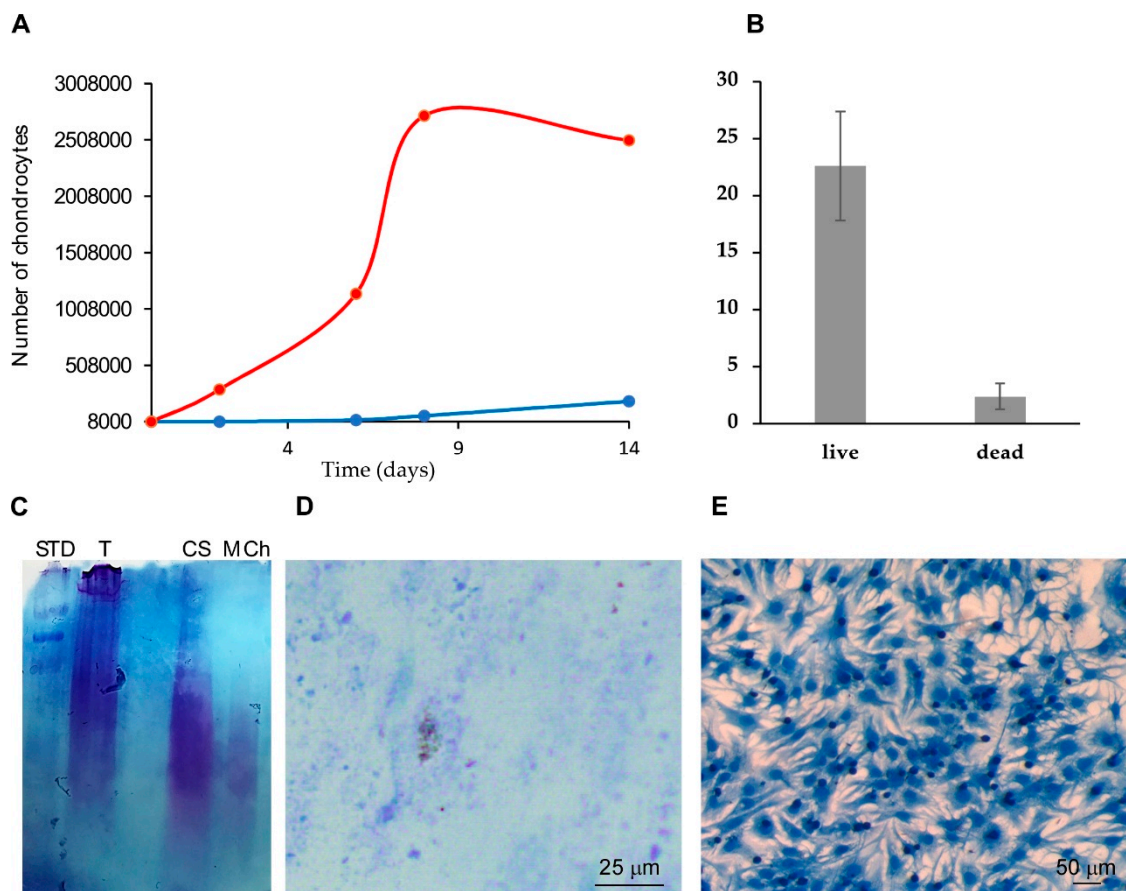 A
B
Number of chondrocytes
3008000
2508000
2008000
1508000
1008000
508000
8000
4
9
14
Time (days)
30
25
20
15
10
5
0
live
dead
C
D
E
STD T CS M Ch
25 μm
50 μm